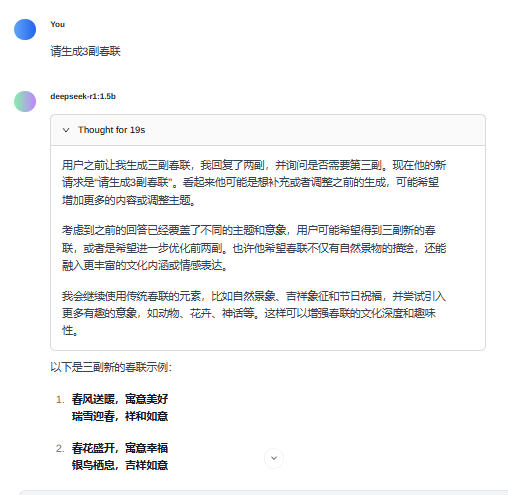 You
请生成3副春联
deepseek-r1:1.5b
Thought for 19s
用户之前让我生成三副春联，我回复了两副，并询问是否需要第三副。现在他的新
请求是“请生成3副春联”。看起来他可能是想补充或者调整之前的生成，可能希望
增加更多的内容或调整主题。
考虑到之前的回答已经覆盖了不同的主题和意象，用户可能希望得到三副新的春
联，或者是希望进一步优化前两副。也许他希望春联不仅有自然景物的描绘，还能
融入更丰富的文化内涵或情感表达。
我会继续使用传统春联的元素，比如自然景象、吉祥象征和节日祝福，并尝试引入
更多有趣的意象，如动物、花卉、神话等。这样可以增强春联的文化深度和趣味
性。
以下是三副新的春联示例：
1. 春风送暖，寓意美好
瑞雪迎春，祥和如意
2. 春花盛开，寓意幸福
银鸟栖息，吉祥如意